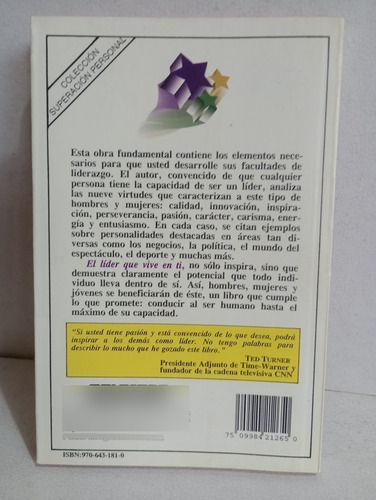 COLECCIÓN
SUPERACIÓN PERSONAL
Esta obra fundamental contiene los elementos nece-
sarios para que usted desarrolle sus facultades de
liderazgo. El autor, convencido de que cualquier
persona tiene la capacidad de ser un líder, analiza
las nueve virtudes que caracterizan a este tipo de
hombres y mujeres: calidad, innovación, inspira-
ción, perseverancia, pasión, carácter, carisma, ener-
gía y entusiasmo. En cada caso, se citan ejemplos
sobre personalidades destacadas en áreas tan di-
versas como los negocios, la política, el mundo del
espectáculo, el deporte y muchas más.
El líder que vive en ti, no sólo inspira, sino que
demuestra claramente el potencial que todo indi-
viduo lleva dentro de sí. Así, hombres, mujeres y
jóvenes se beneficiarán de éste, un libro que cumple
lo que promete: conducir al ser humano hasta el
máximo de su capacidad.
"Si usted tiene pasión y está convencido de lo que desea, podrá
inspirar a los demás como líder. No tengo palabras para
describir lo mucho que he gozado este libro."
TED TURNER
Presidente Adjunto de Time-Warner y
fundador de la cadena televisiva CNN
7509984212650
ISBN:970-643-181-0